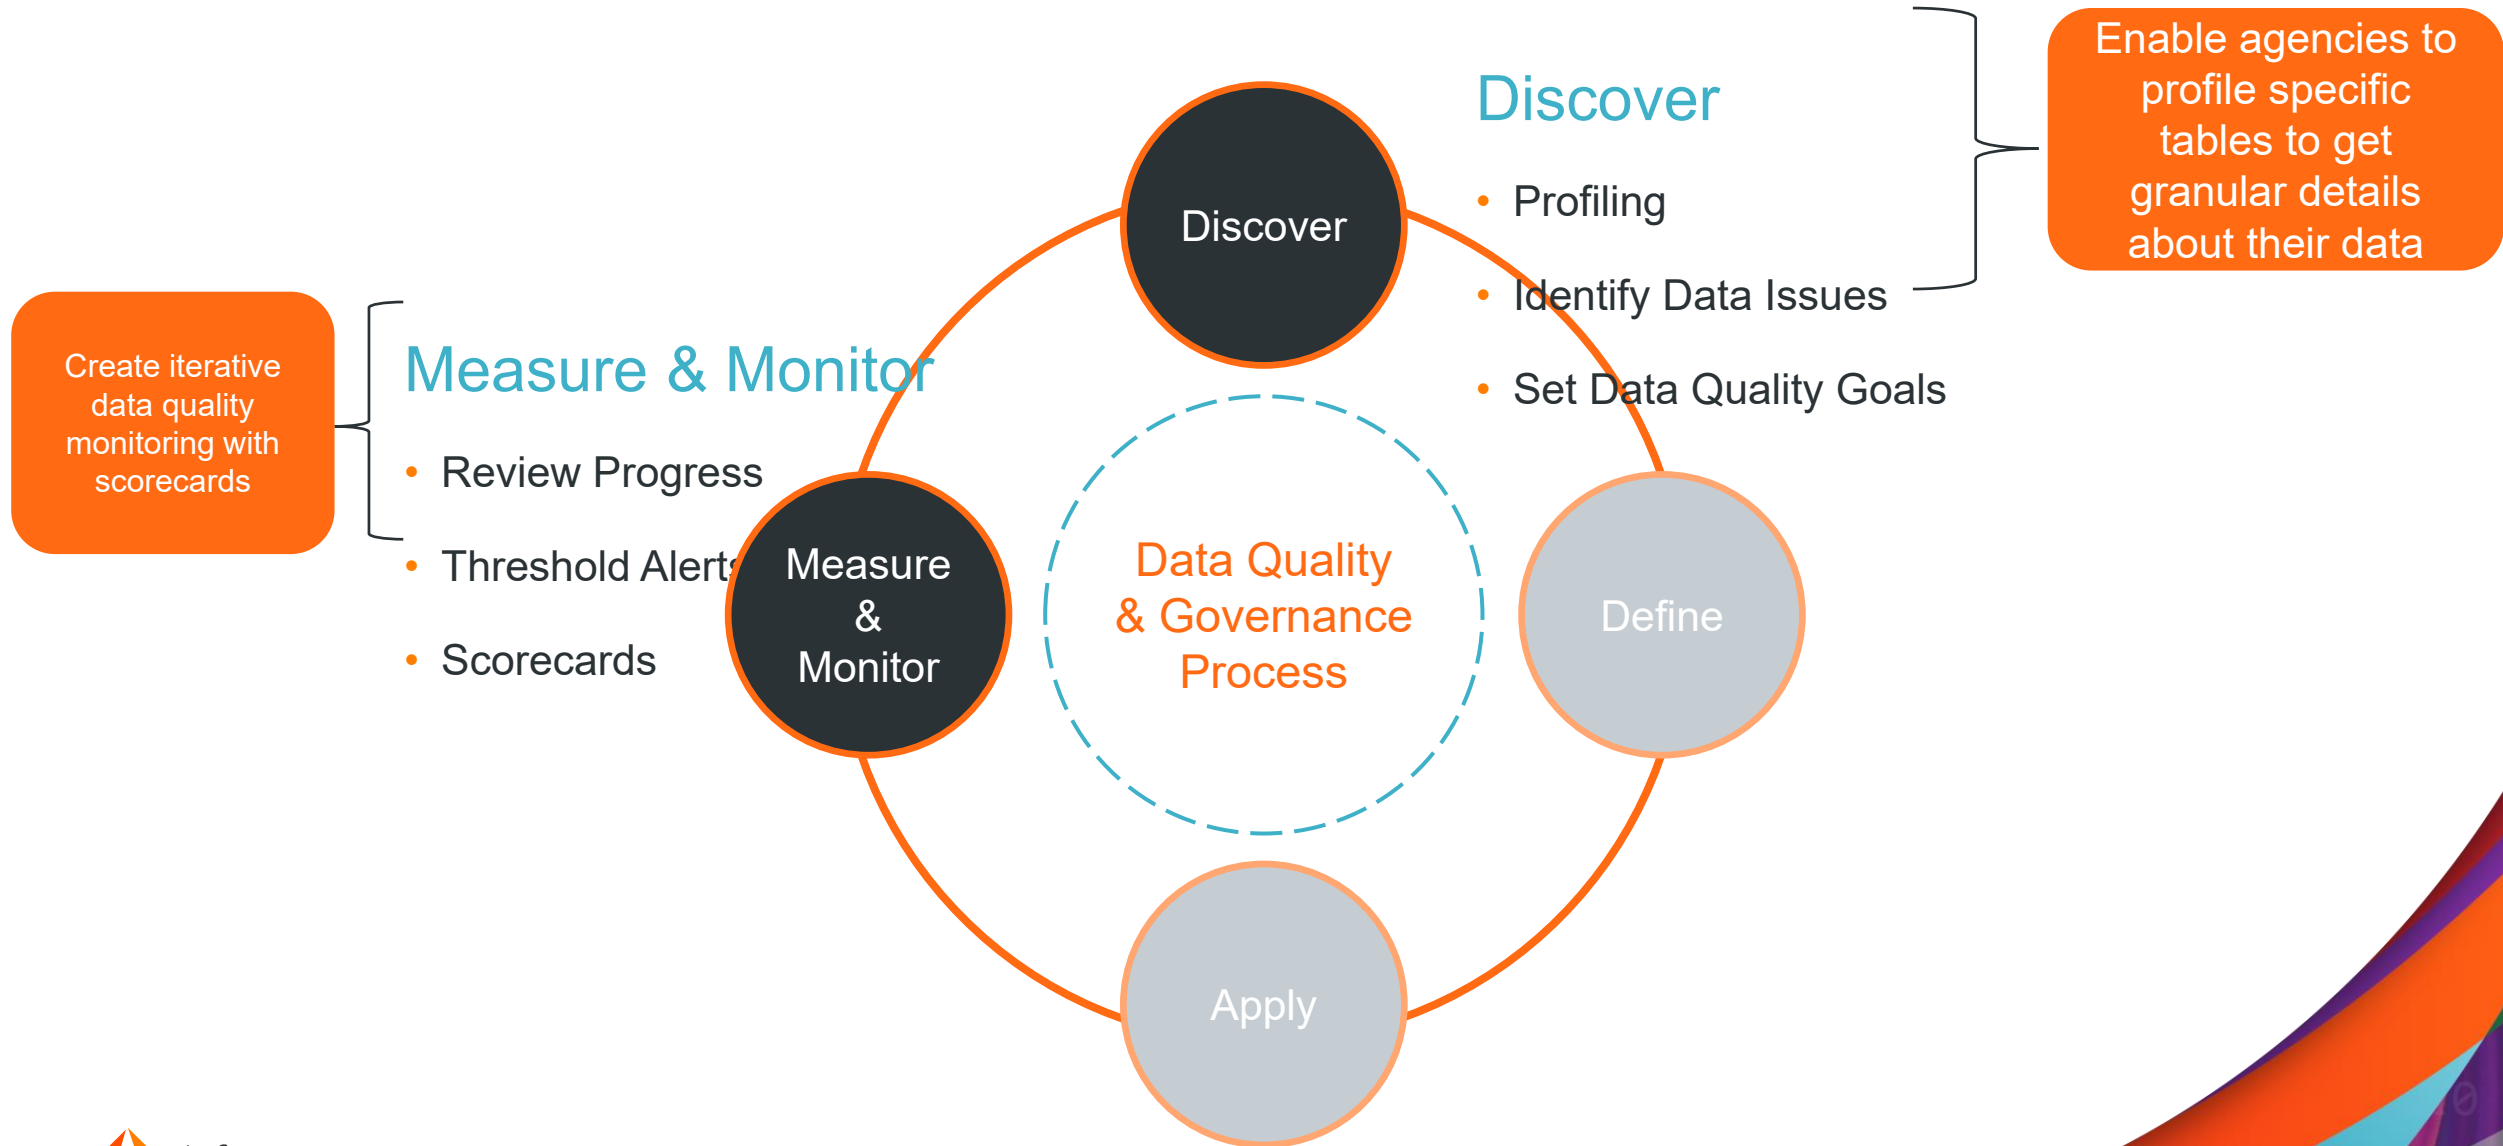 Enable agencies to
profile specific
tables to get
granular details
about their data
Discover
• Profiling
• Identify Data Issues
• Set Data Quality Goals
Discover
Create iterative
data quality
monitoring with
scorecards
Measure & Monitor
• Review Progress
• Threshold Alerts
• Scorecards
Measure
&
Monitor
Data Quality
& Governance
Process
Define
Apply